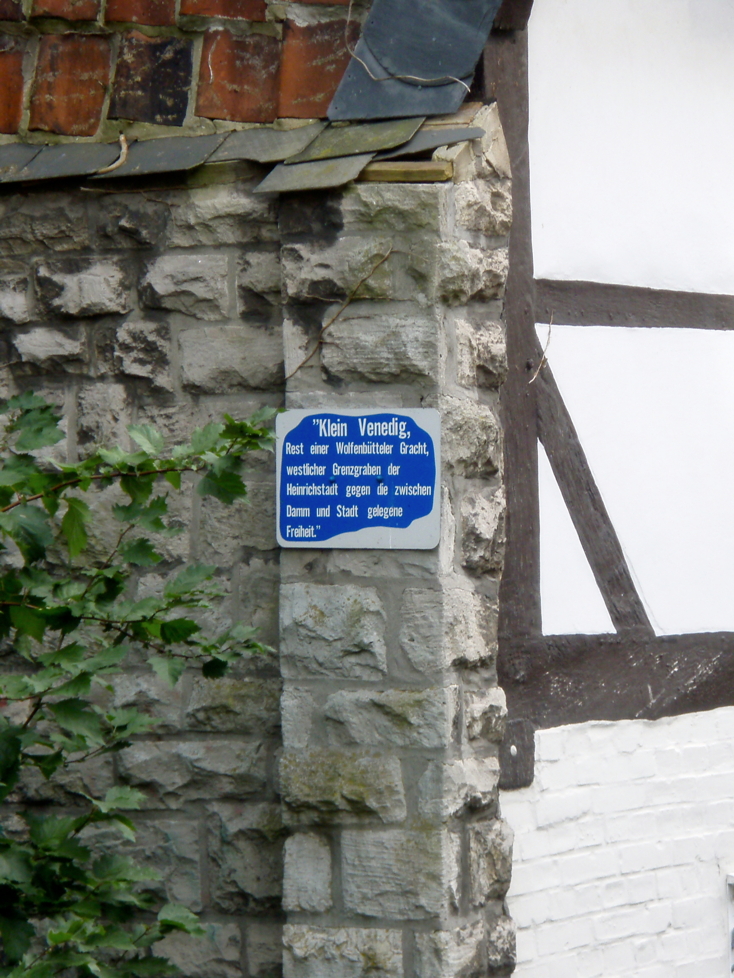 "Klein Venedig,
Rest einer Wolfenbütteler Gracht,
westlicher Grenzgraben der
Heinrichstadt gegen die zwischen
Damm und Stadt gelegene
Freiheit."